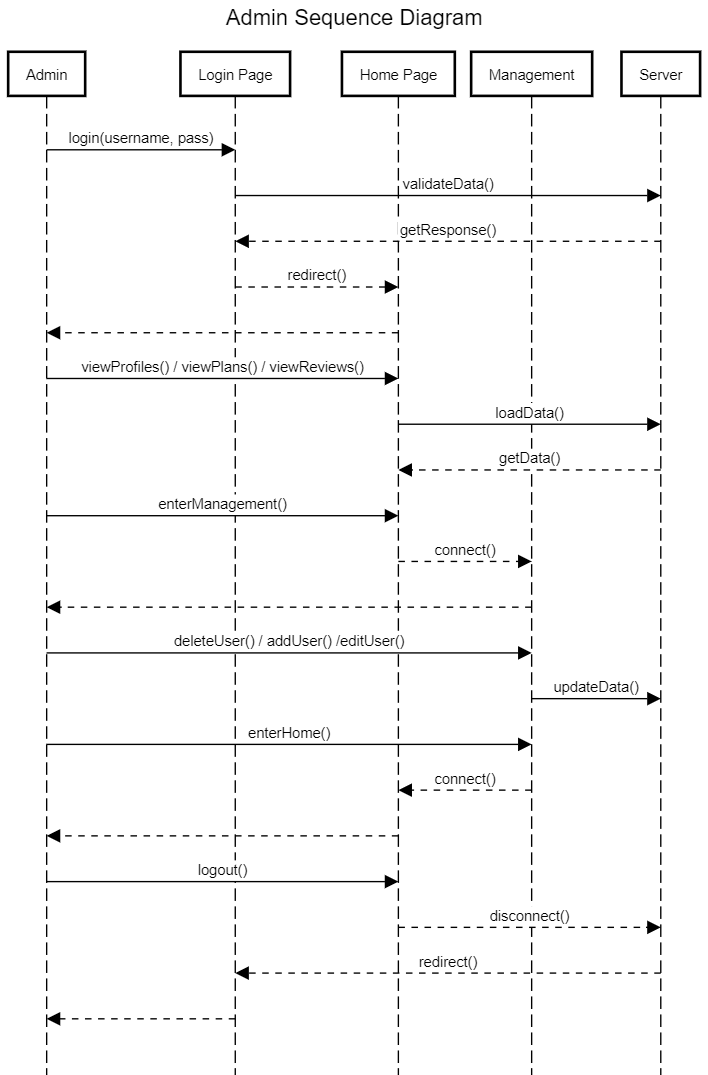 Admin Sequence Diagram
Admin
Login Page
Home Page
Management
Server
login(username, pass)
validateData()
getResponse()
redirect()
viewProfiles() / viewPlans() / viewReviews()
loadData()
getData()
enterManagement()
connect()
deleteUser() / addUser() /editUser()
updateData()
enterHome()
connect()
logout()
disconnect()
redirect()